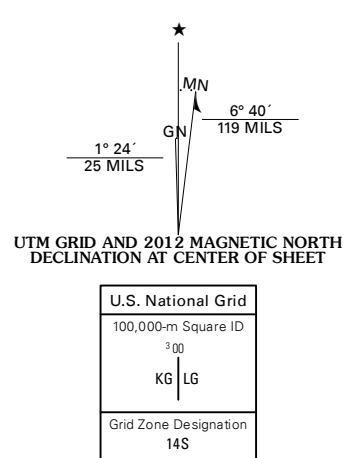 ★
MN
GN
6° 40´
119 MILS
1° 24´
25 MILS
UTM GRID AND 2012 MAGNETIC NORTH
DECLINATION AT CENTER OF SHEET
U.S. National Grid
100,000-m Square ID
³00
KG LG
Grid Zone Designation
14S